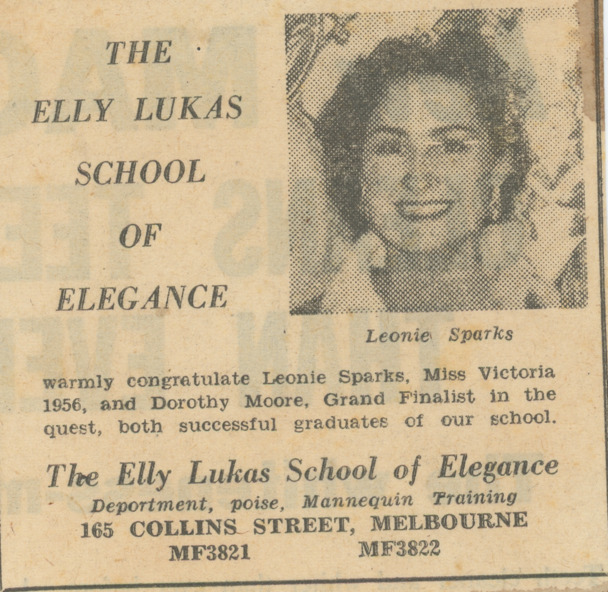 THE
ELLY LUKAS
SCHOOL
OF
ELEGANCE
Leonie Sparks
warmly congratulate Leonie Sparks, Miss Victoria
1956, and Dorothy Moore, Grand Finalist in the
quest, both successful graduates of our school.
The Elly Lukas School of Elegance
Deportment, poise, Mannequin Training
165 COLLINS STREET, MELBOURNE
MF3821 MF3822